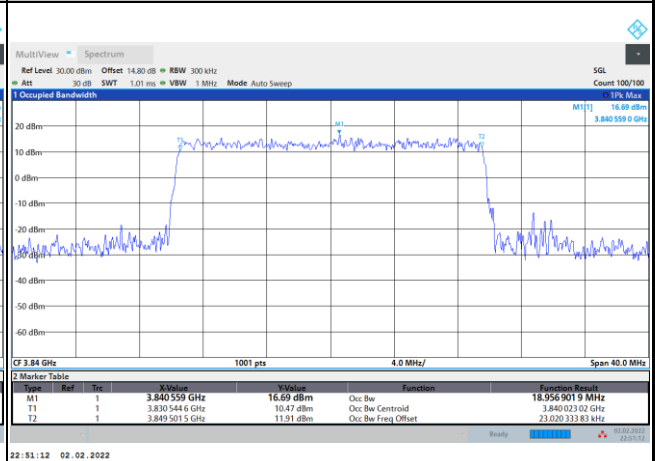 MultiView Spectrum
Ref Level 30.00 dBm Offset 14.80 dB RBW 300 kHz SGL
Att 30 dB SWT 1.01 ms VBW 1 MHz Mode Auto Sweep Count 100/100
1 Occupied Bandwidth 1Pk Max
M1[1] 16.69 dBm
3.840 559 0 GHz
M1
20 dBm
T1 T2
10 dBm
0 dBm
-10 dBm
-20 dBm
-30 dBm
-40 dBm
-50 dBm
-60 dBm
CF 3.84 GHz 1001 pts 4.0 MHz/ Span 40.0 MHz
2 Marker Table
Type Ref Trc X-Value Y-Value Function Function Result
M1 1 3.840 559 GHz 16.69 dBm Occ Bw 18.956 901 9 MHz
T1 1 3.830 544 6 GHz 10.47 dBm Occ Bw Centroid 3.840 023 02 GHz
T2 1 3.849 501 5 GHz 11.91 dBm Occ Bw Freq Offset 23.020 333 83 kHz
Ready 02.02.2022
22:51:12
22:51:12 02.02.2022